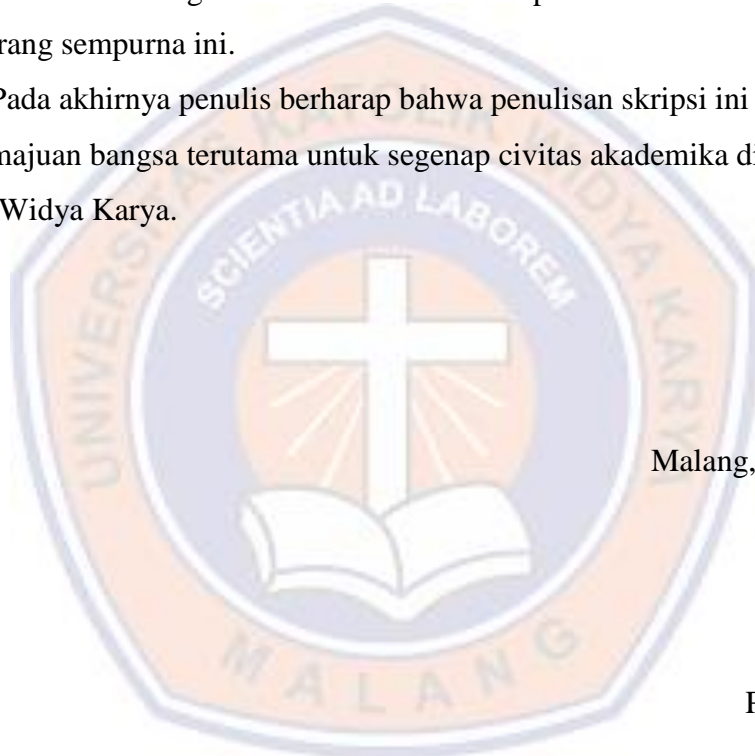 rang sempurna ini.
Pada akhirnya penulis berharap bahwa penulisan skripsi ini
majuan bangsa terutama untuk segenap civitas akademika di
Widya Karya.
UNIVERSITAS KATOLIK WIDYA KARYA
SCIENTIA AD LABOREM
Malang,
MALANG